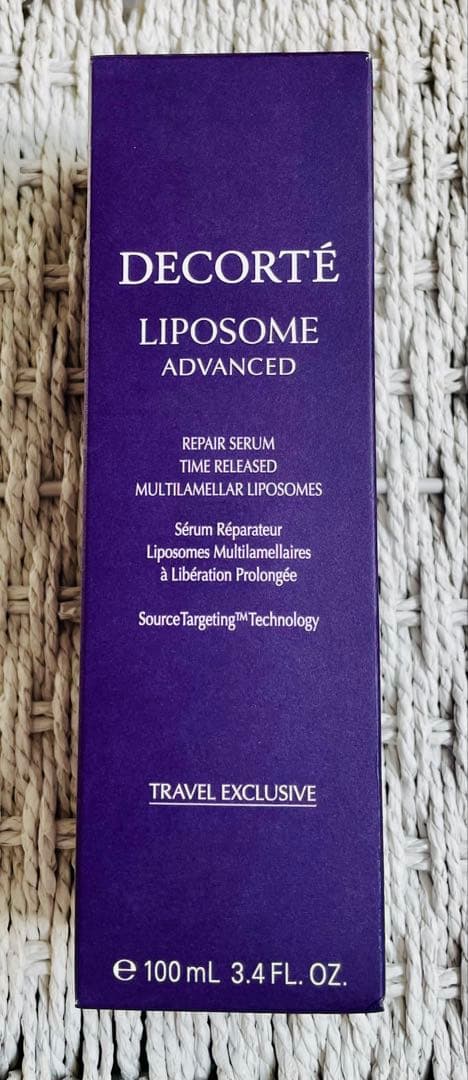 DECORTÉ
LIPOSOME
ADVANCED
REPAIR SERUM
TIME RELEASED
MULTILAMELLAR LIPOSOMES
Sérum Réparateur
Liposomes Multilamellaires
à Libération Prolongée
SourceTargeting™Technology
TRAVEL EXCLUSIVE
℮ 100 mL 3.4 FL. OZ.